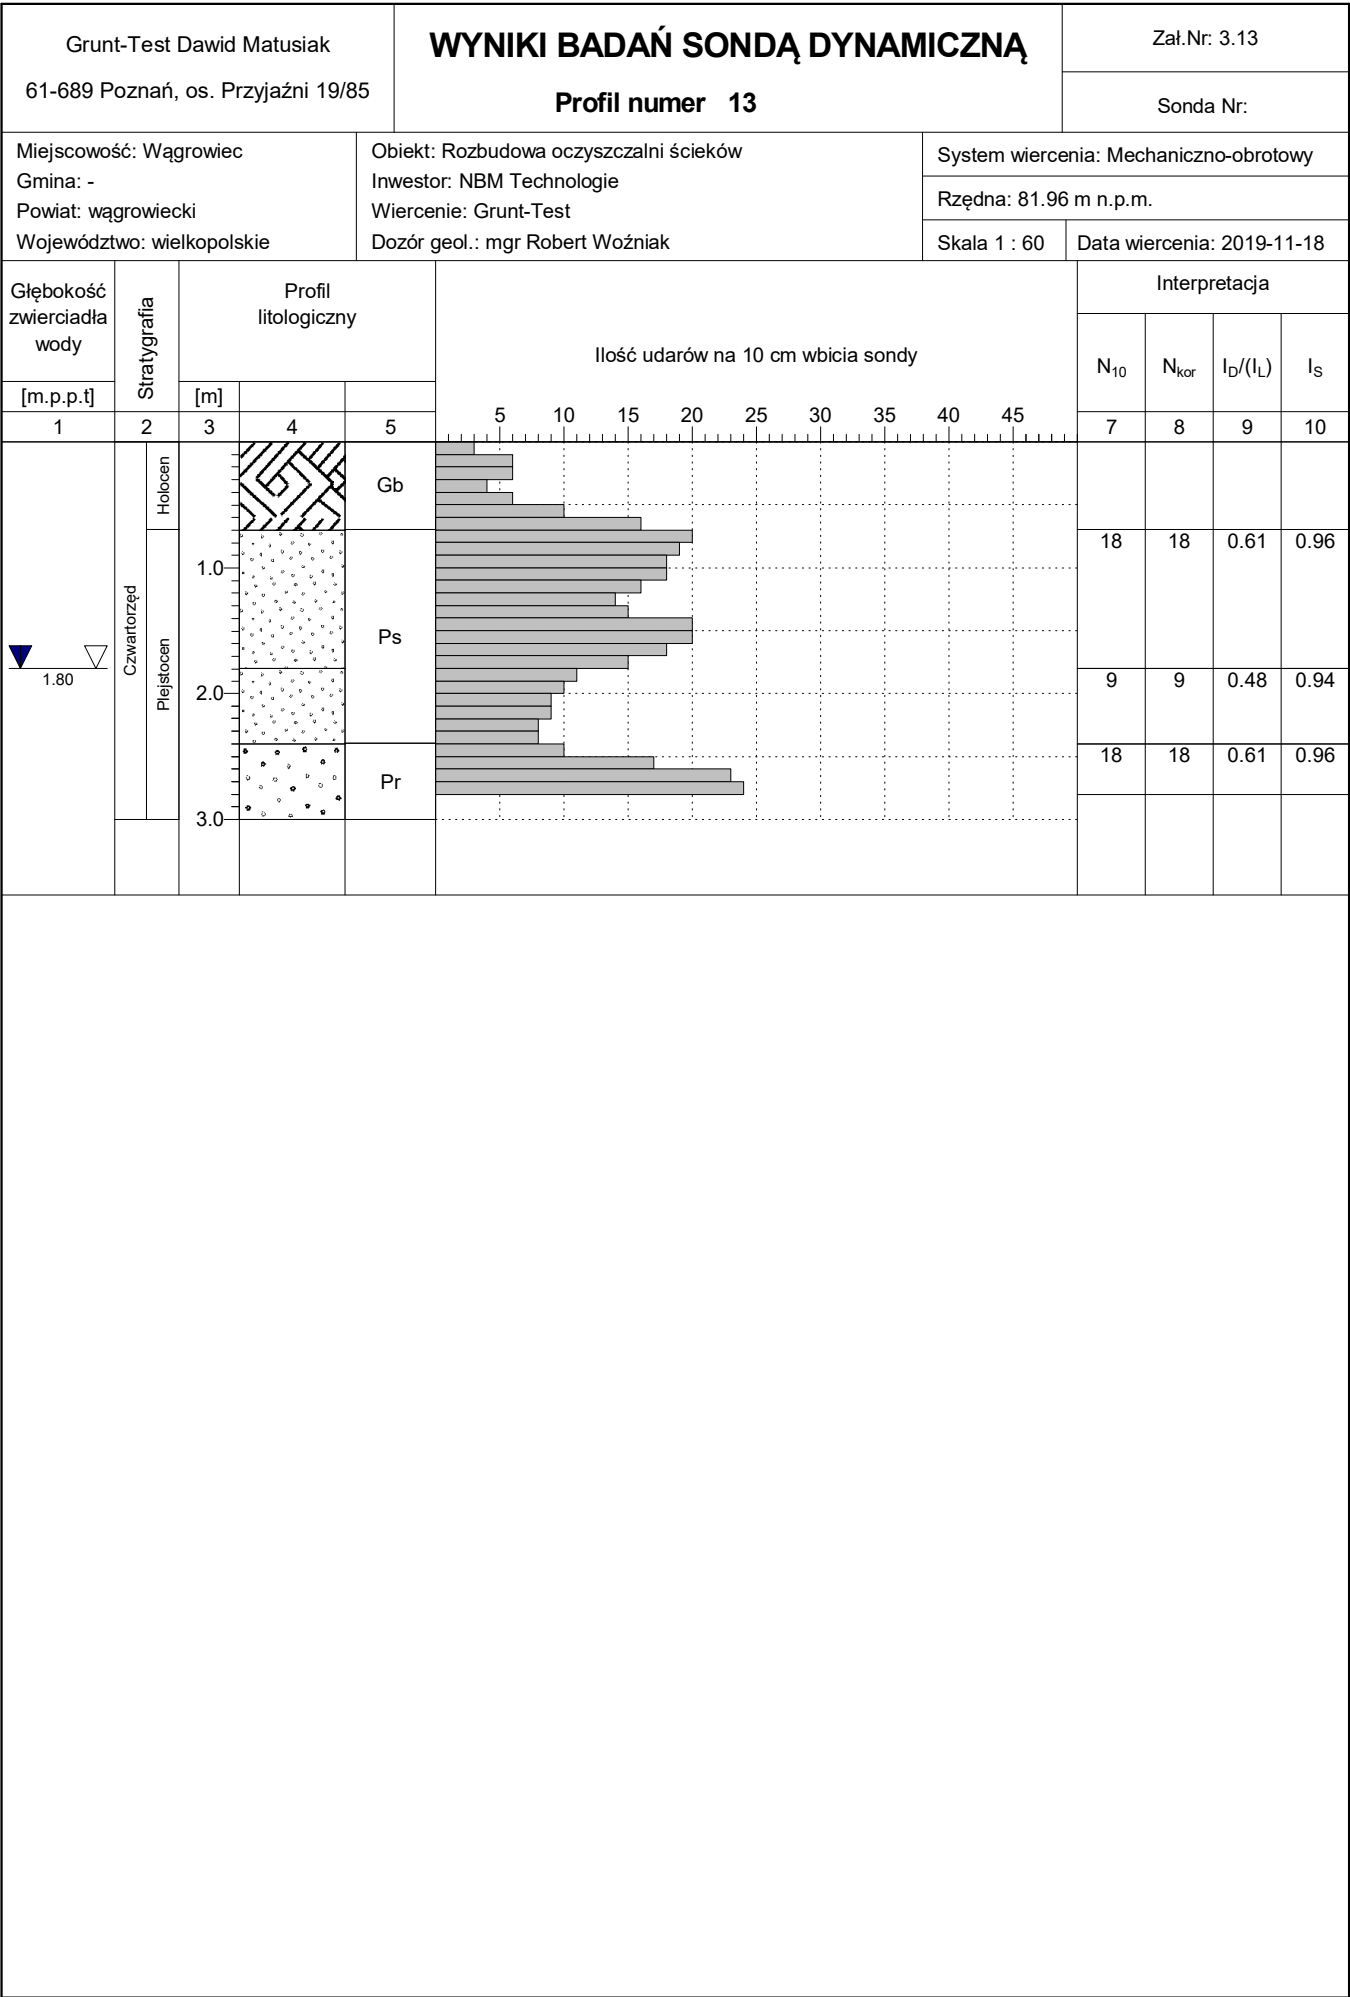 Grunt-Test Dawid Matusiak
61-689 Poznań, os. Przyjaźni 19/85
WYNIKI BADAŃ SONDĄ DYNAMICZNĄ
Profil numer 13
Zał.Nr: 3.13
Sonda Nr:
Miejscowość: Wągrowiec
Gmina: -
Powiat: wągrowiecki
Województwo: wielkopolskie
Obiekt: Rozbudowa oczyszczalni ścieków
Inwestor: NBM Technologie
Wiercenie: Grunt-Test
Dozór geol.: mgr Robert Woźniak
System wiercenia: Mechaniczno-obrotowy
Rzędna: 81.96 m n.p.m.
Skala 1 : 60
Data wiercenia: 2019-11-18
Głębokość
zwierciadła
wody
[m.p.p.t]
Stratygrafia
Profil
litologiczny
[m]
Ilość udarów na 10 cm wbicia sondy
Interpretacja
N10 Nkor ID/(IL) IS
5 10 15 20 25 30 35 40 45
1 2 3 4 5 7 8 9 10
Holocen
Gb
18 18 0.61 0.96
1.0
Czwartorzęd
Plejstocen
Ps
1.80
9 9 0.48 0.94
2.0
18 18 0.61 0.96
Pr
3.0